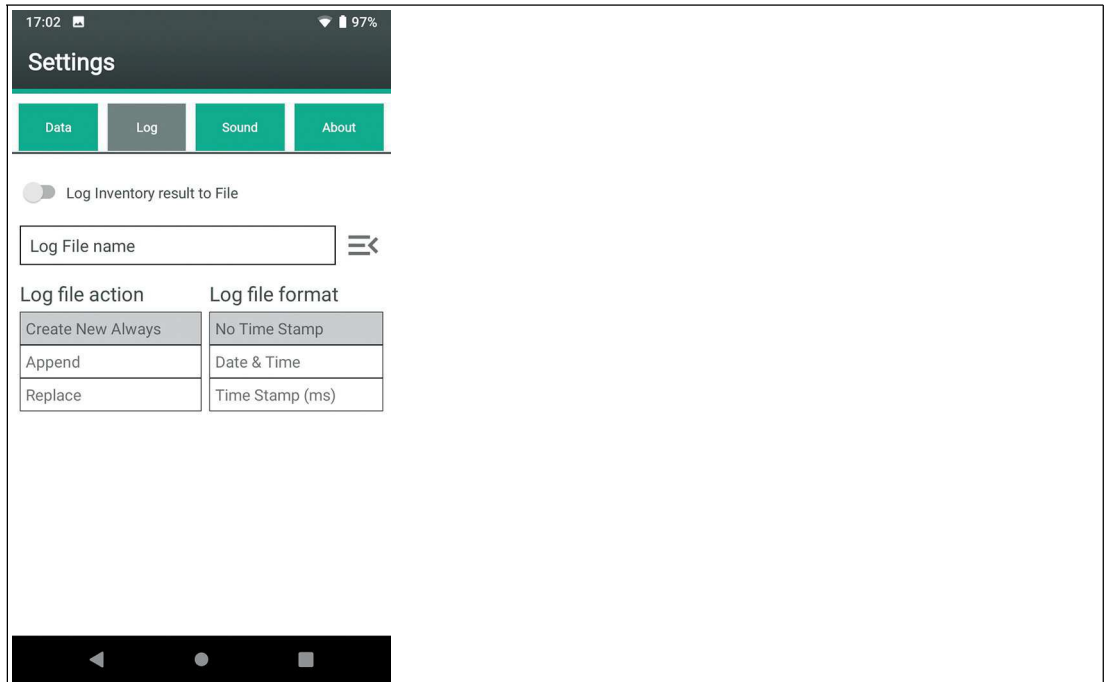 17:02 97%
Settings
Data Log Sound About
Log Inventory result to File
Log File name
Log file action Log file format
Create New Always No Time Stamp
Append Date & Time
Replace Time Stamp (ms)